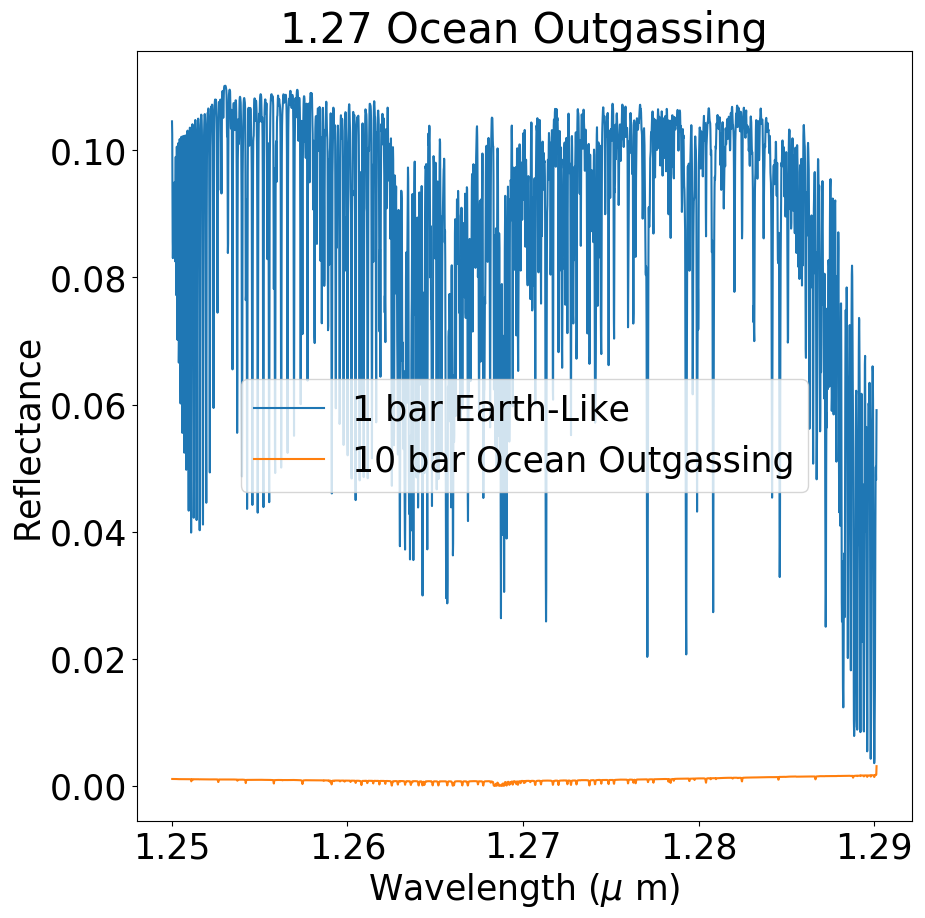 1.27 Ocean Outgassing
Reflectance
0.10
0.08
0.06
0.04
0.02
0.00
1 bar Earth-Like
10 bar Ocean Outgassing
1.25 1.26 1.27 1.28 1.29
Wavelength (μ m)